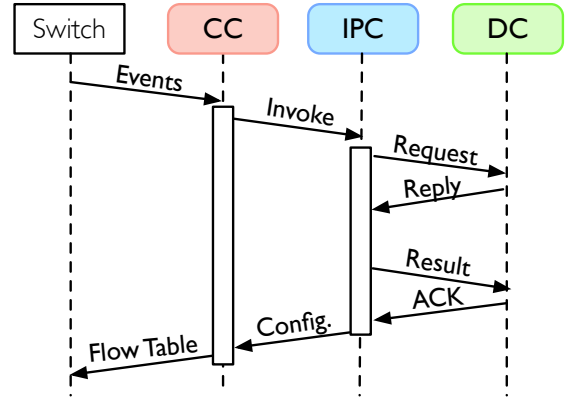 Switch
CC
IPC
DC
Events
Invoke
Request
Reply
Result
ACK
Config.
Flow Table